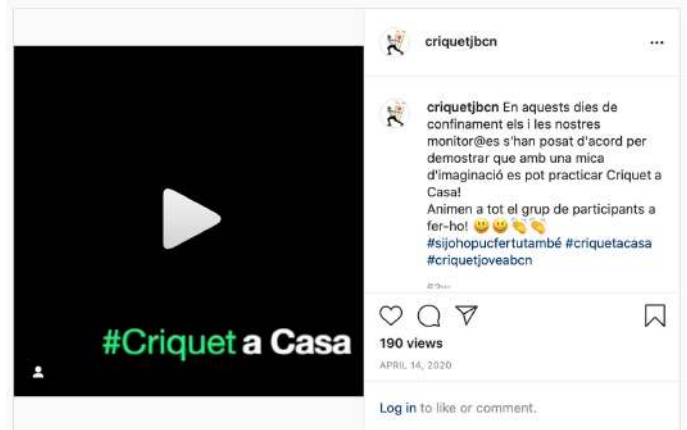 criquetjbcn
criquetjbcn En aquests dies de
confinament els i les nostres
monitor@es s'han posat d'acord per
demostrar que amb una mica
d'imaginació es pot practicar Criquet a
Casa!
Animen a tot el grup de participants a
fer-ho! 😃😃👏👏
#sijohopucfertutambé #criquetacasa
#criquetjoveabcn
#Criquet a Casa
190 views
APRIL 14, 2020
Log in to like or comment.